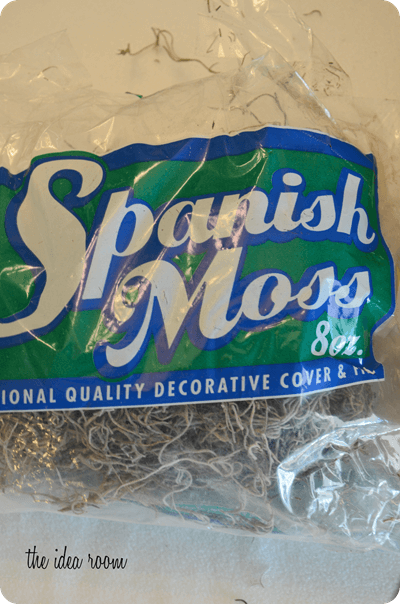 Spanish
Moss
8oz.
IONAL QUALITY DECORATIVE COVER &
the idea room